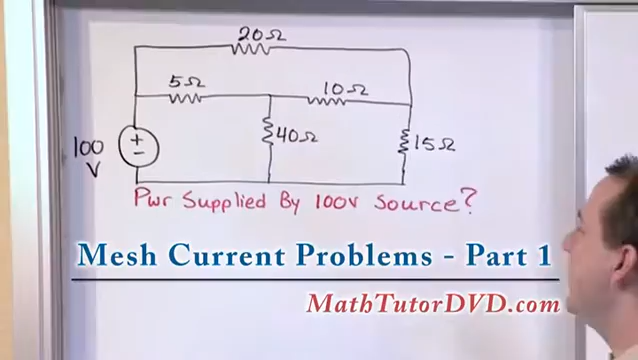 20Ω
5Ω
10Ω
100
V
+
−
40Ω
15Ω
Pwr Supplied By 100V Source?
Mesh Current Problems - Part 1
MathTutorDVD.com